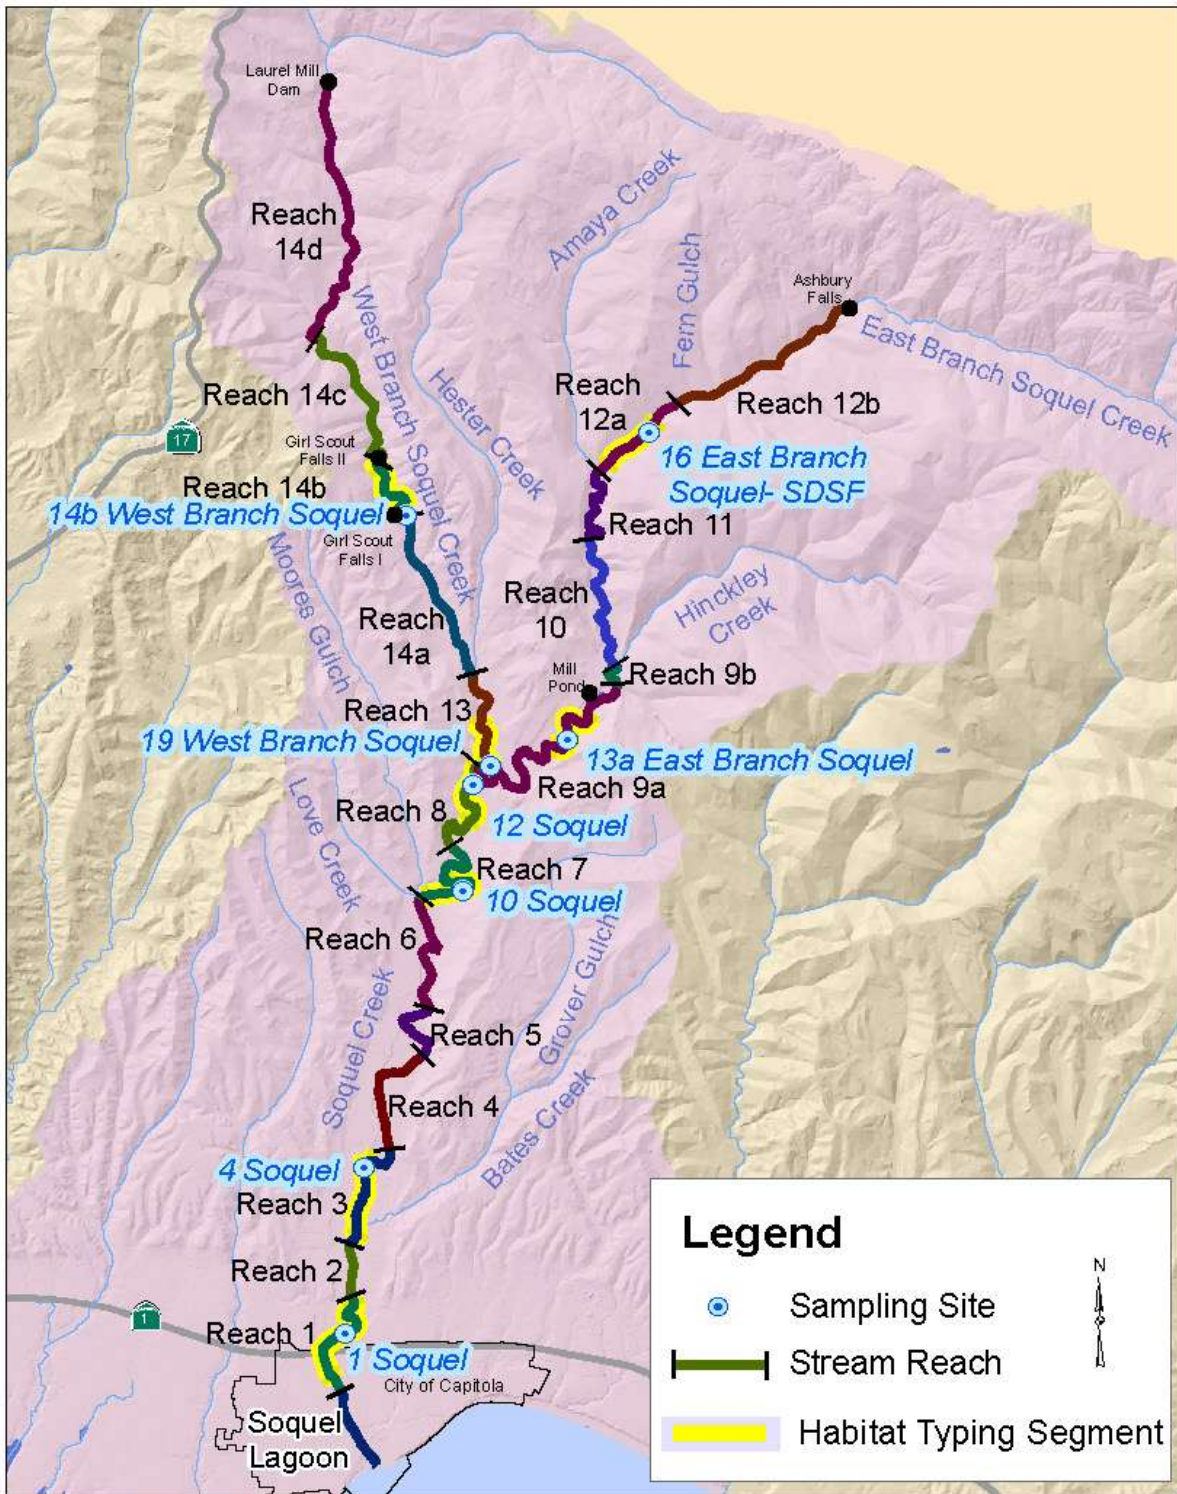 Laurel Mill
Dam
Reach
14d
Amaya Creek
Fern Gulch
Ashbury
Falls
East Branch Soquel Creek
West Branch Soquel Creek
Hester Creek
Reach 14c
Reach
12a
Reach 12b
17
Girl Scout
Falls II
16 East Branch
Soquel- SDSF
Reach 14b
14b West Branch Soquel
Reach 11
Girl Scout
Falls I
Moores Gulch
Reach
10
Hinckley
Creek
Reach
14a
Mill
Pond
Reach 9b
Reach 13
19 West Branch Soquel
13a East Branch Soquel
Reach 9a
Love Creek
Reach 8
12 Soquel
Reach 7
10 Soquel
Reach 6
Grover Gulch
Soquel Creek
Reach 5
Reach 4
Bates Creek
4 Soquel
Reach 3
Reach 2
1
Reach 1
1 Soquel
City of Capitola
Soquel
Lagoon
Legend
N
Sampling Site
Stream Reach
Habitat Typing Segment